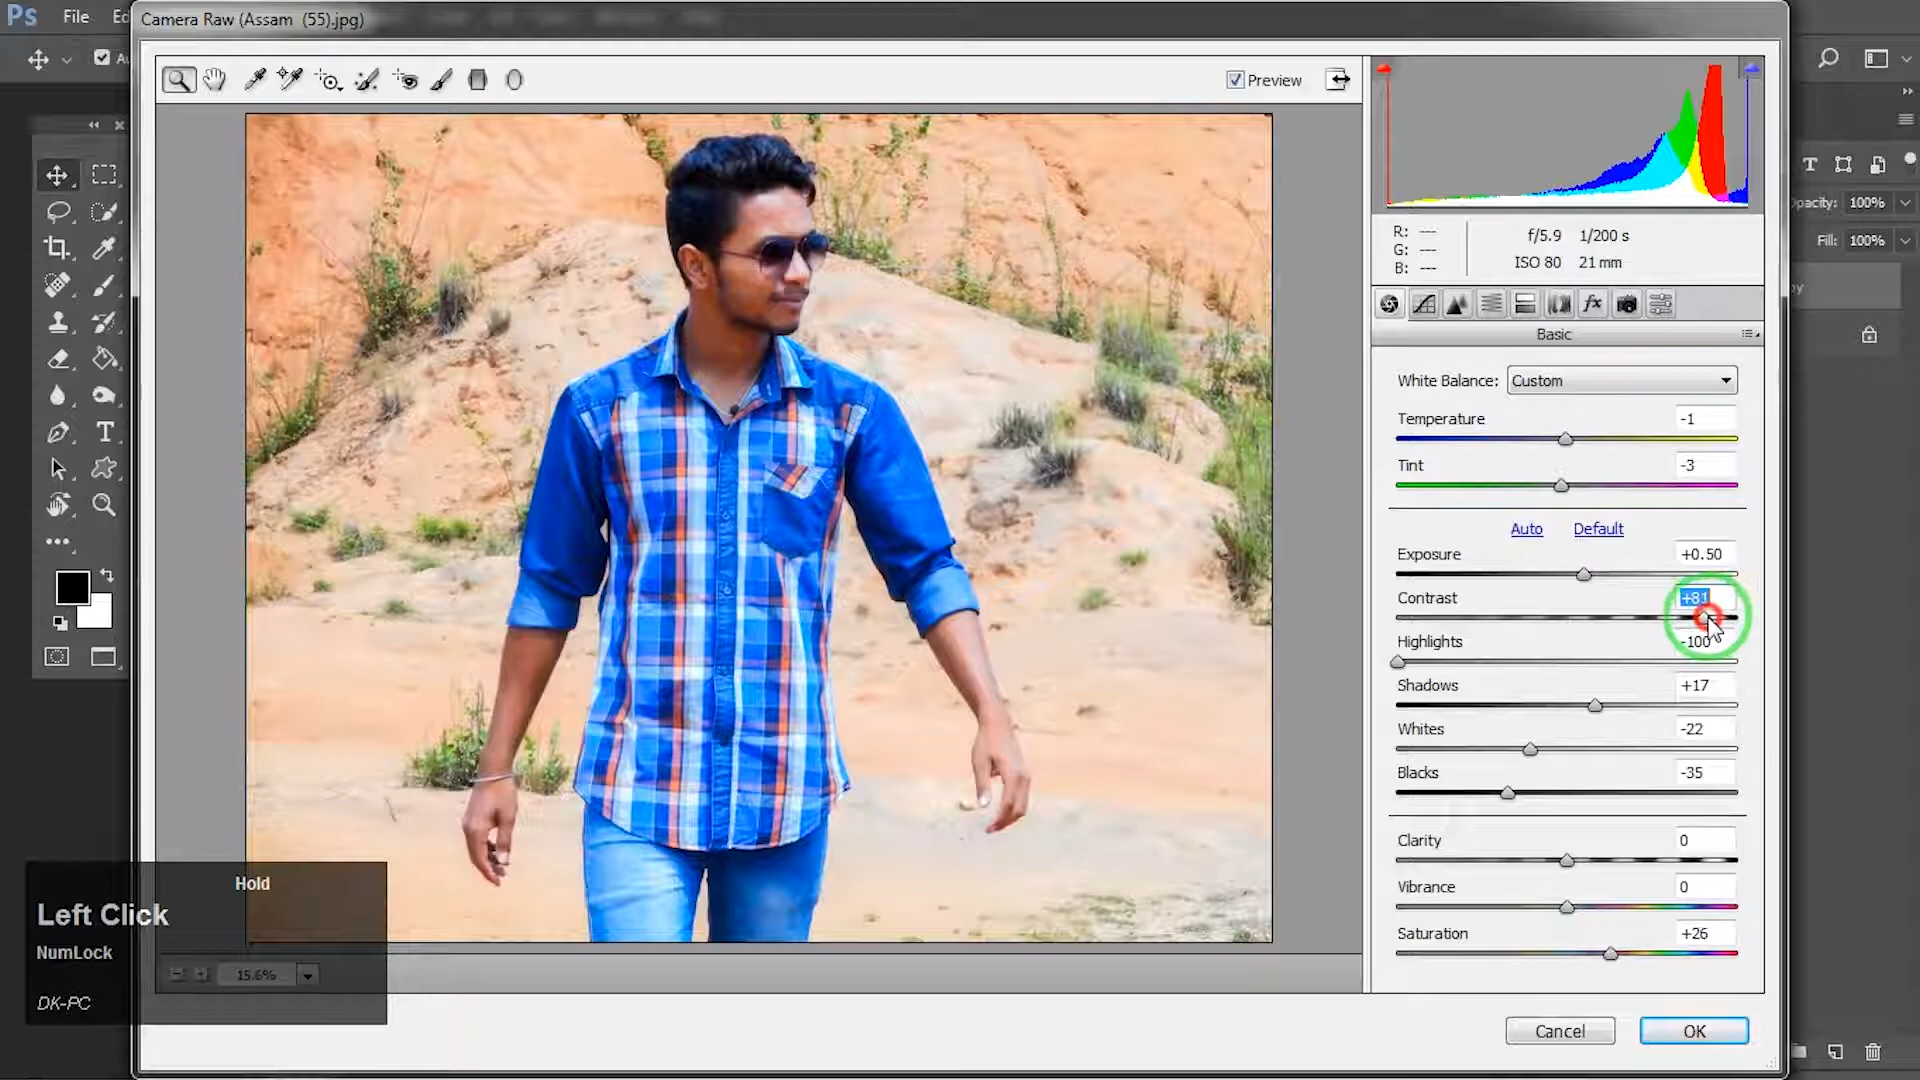 Ps File Ed
Camera Raw (Assam (55).jpg)
Preview
R: ---
G: ---
B: ---
f/5.9 1/200 s
ISO 80 21 mm
T
Opacity: 100%
Fill: 100%
fx
Basic
White Balance: Custom
Temperature -1
Tint -3
Auto Default
Exposure +0.50
Contrast +81
Highlights -100
Shadows +17
Whites -22
Blacks -35
Clarity 0
Vibrance 0
Saturation +26
T
Hold
Left Click
NumLock
DK-PC
15.6%
Cancel OK